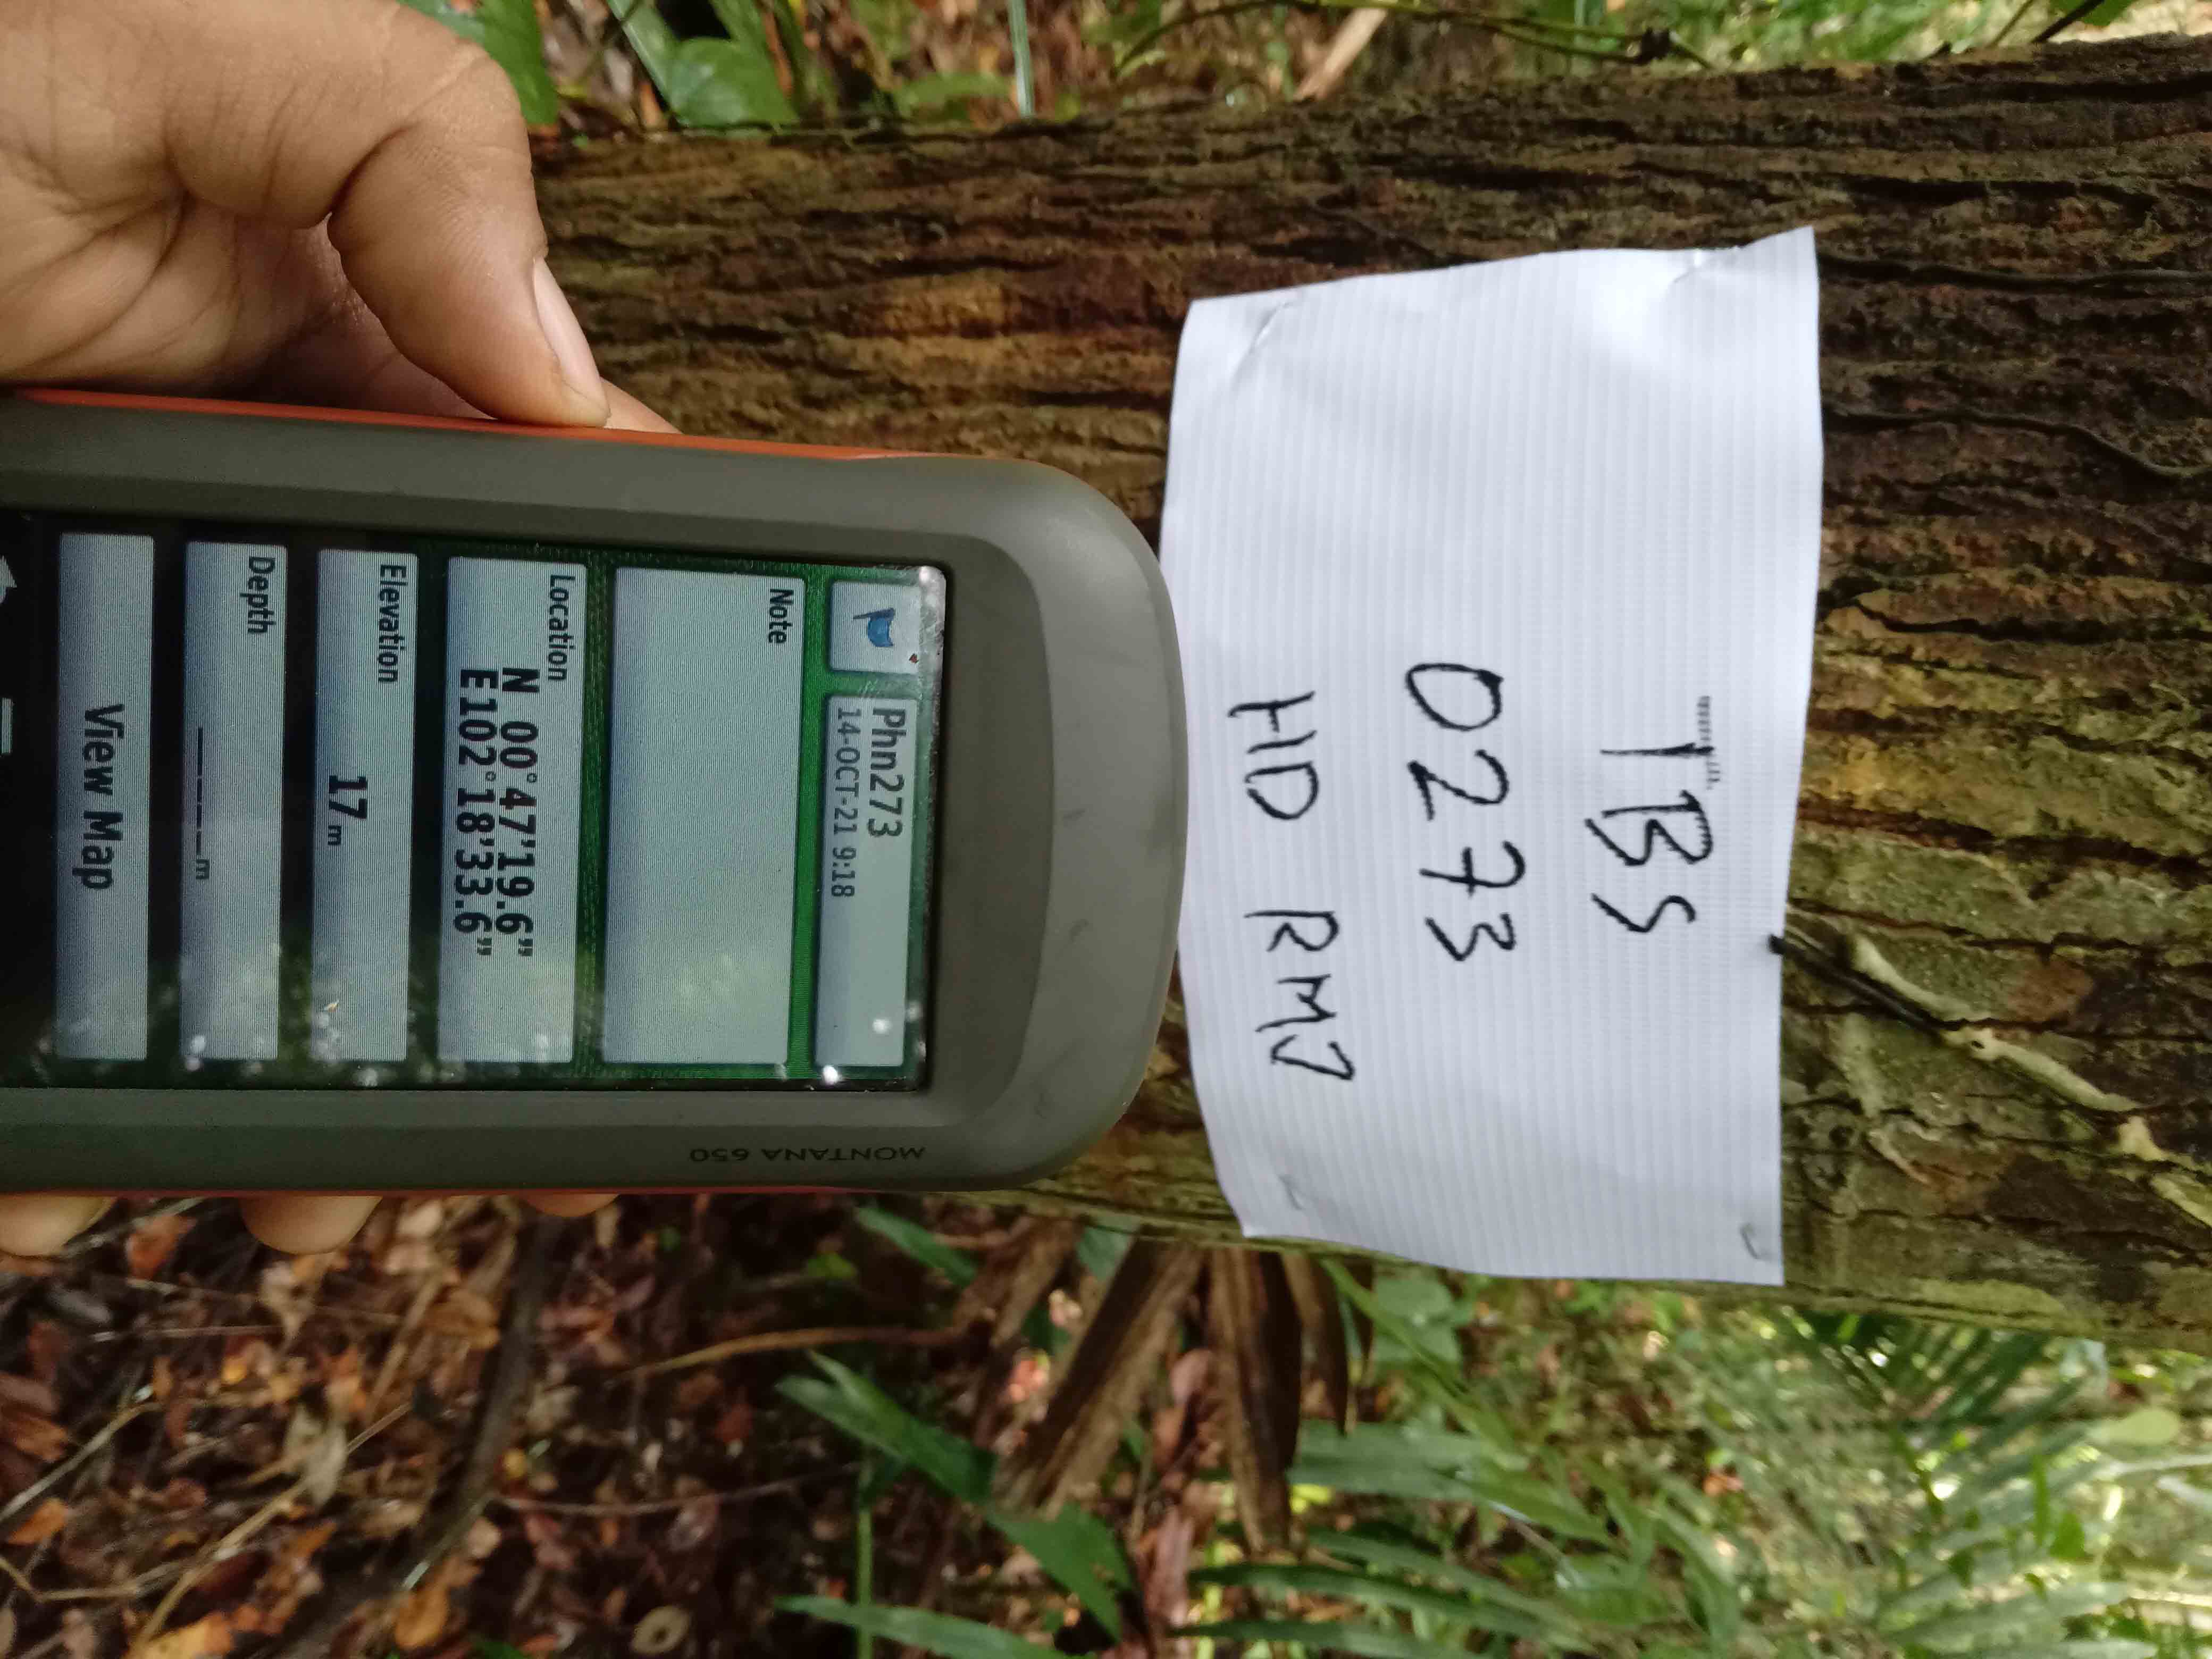 TBS
0273
HD RMJ
Phn273
14-OCT-21 9:18
Note
Location
N 00°47'19.6"
E102°18'33.6"
Elevation
17 m
Depth
_____m
View Map
MONTANA 650